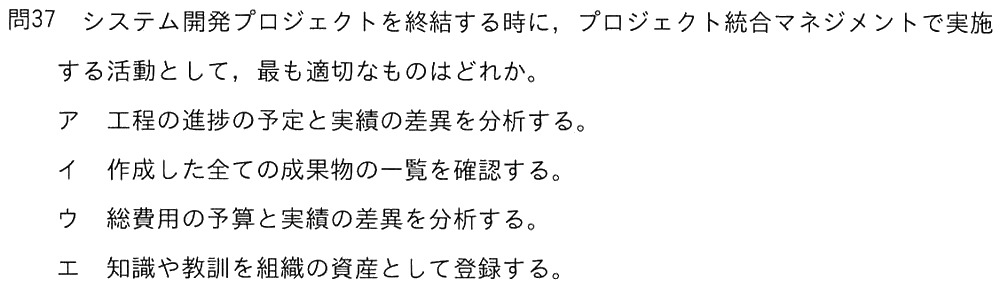 問37 システム開発プロジェクトを終結する時に，プロジェクト統合マネジメントで実施
する活動として，最も適切なものはどれか。
ア 工程の進捗の予定と実績の差異を分析する。
イ 作成した全ての成果物の一覧を確認する。
ウ 総費用の予算と実績の差異を分析する。
エ 知識や教訓を組織の資産として登録する。